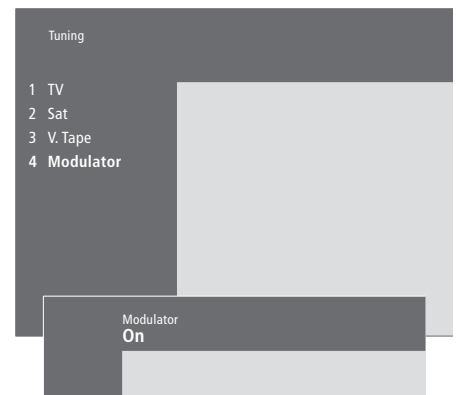 Tuning
1 TV
2 Sat
3 V. Tape
4 Modulator
Modulator
On